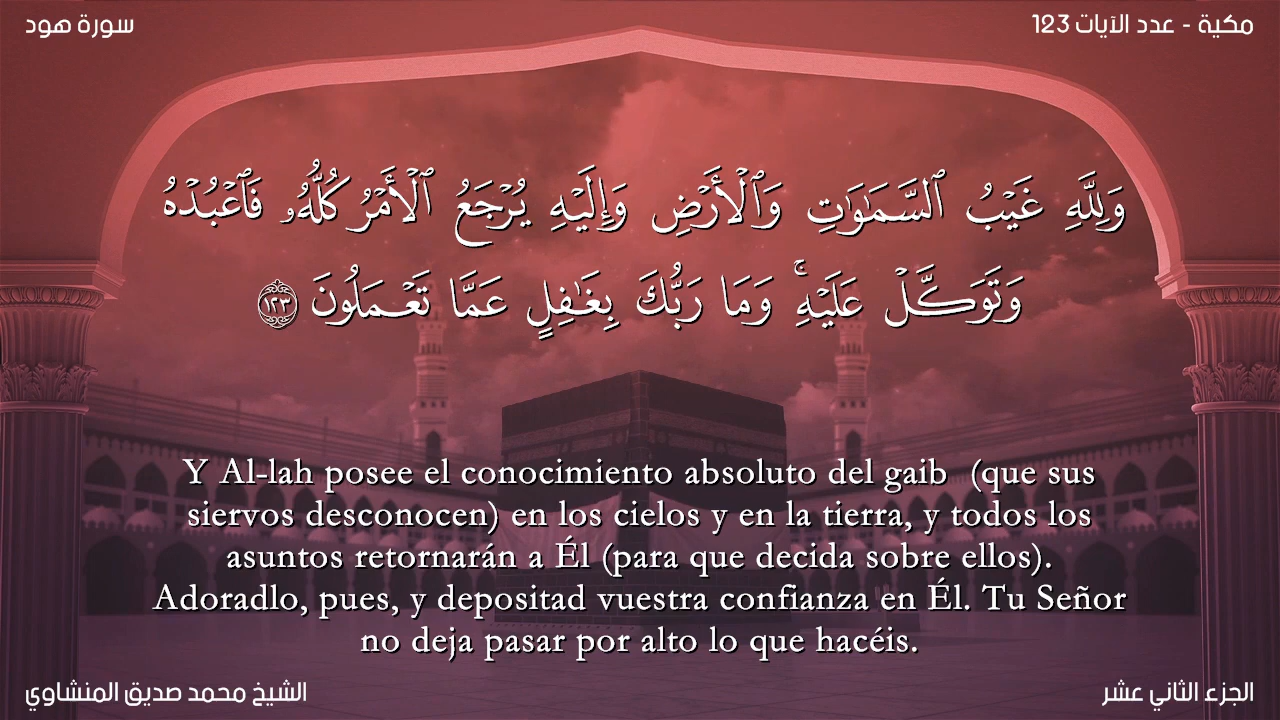 مكية - عدد الآيات 123
سورة هود
وَلِلَّهِ غَيۡبُ ٱلسَّمَٰوَٰتِ وَٱلۡأَرۡضِ وَإِلَيۡهِ يُرۡجَعُ ٱلۡأَمۡرُ كُلُّهُۥ فَٱعۡبُدۡهُ
وَتَوَكَّلۡ عَلَيۡهِۚ وَمَا رَبُّكَ بِغَٰفِلٍ عَمَّا تَعۡمَلُونَ ١٢٣
Y Al-lah posee el conocimiento absoluto del gaib (que sus
siervos desconocen) en los cielos y en la tierra, y todos los
asuntos retornarán a Él (para que decida sobre ellos).
Adoradlo, pues, y depositad vuestra confianza en Él. Tu Señor
no deja pasar por alto lo que hacéis.
الجزء الثاني عشر
الشيخ محمد صديق المنشاوي